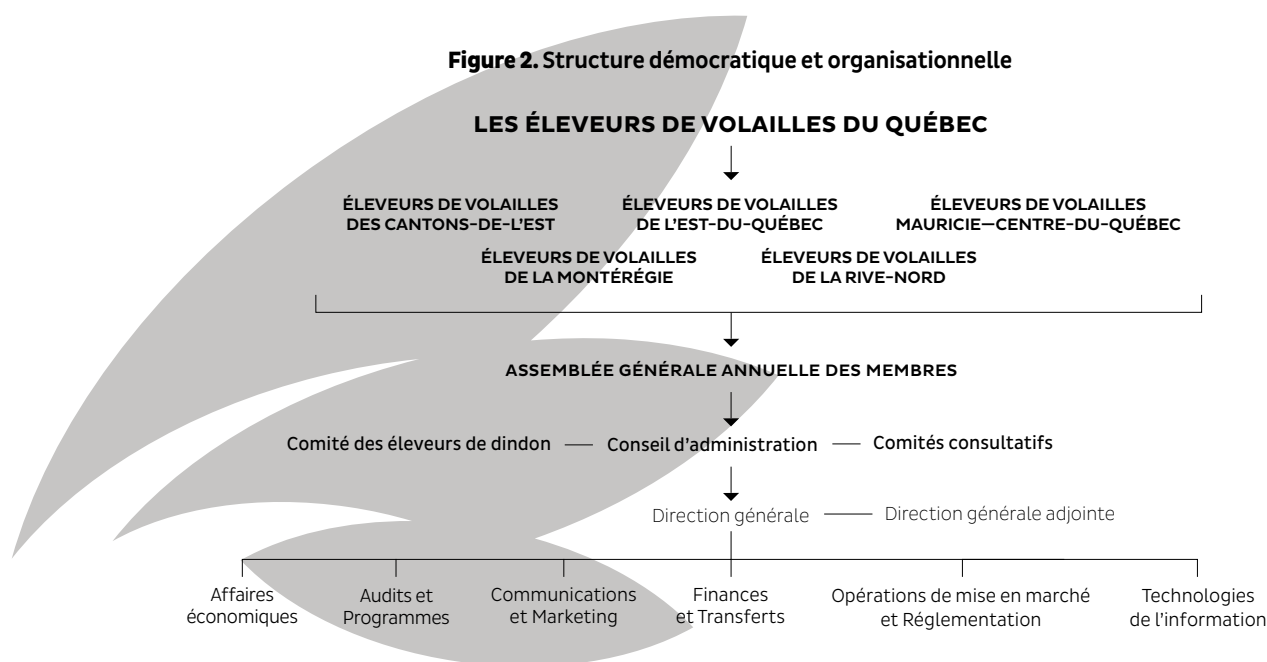 Figure 2. Structure démocratique et organisationnelle
LES ÉLEVEURS DE VOLAILLES DU QUÉBEC
ÉLEVEURS DE VOLAILLES
DES CANTONS-DE-L'EST
ÉLEVEURS DE VOLAILLES
DE L'EST-DU-QUÉBEC
ÉLEVEURS DE VOLAILLES
MAURICIE—CENTRE-DU-QUÉBEC
ÉLEVEURS DE VOLAILLES
DE LA MONTÉRÉGIE
ÉLEVEURS DE VOLAILLES
DE LA RIVE-NORD
ASSEMBLÉE GÉNÉRALE ANNUELLE DES MEMBRES
Comité des éleveurs de dindon
Conseil d'administration
Comités consultatifs
Direction générale
Direction générale adjointe
Affaires
économiques
Audits et
Programmes
Communications
et Marketing
Finances
et Transferts
Opérations de mise en marché
et Réglementation
Technologies
de l'information